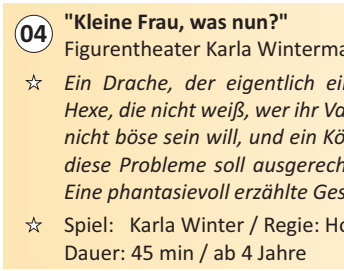 04 "Kleine Frau, was nun?"
Figurentheater Karla Winterma
Ein Drache, der eigentlich ei
Hexe, die nicht weiß, wer ihr Va
nicht böse sein will, und ein Kö
diese Probleme soll ausgerech
Eine phantasievoll erzählte Ges
Spiel: Karla Winter / Regie: Ho
Dauer: 45 min / ab 4 Jahre